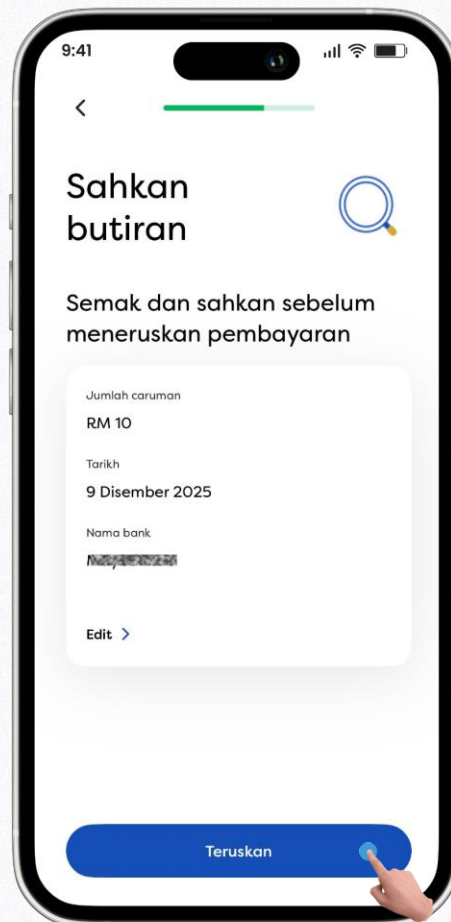 9:41
Sahkan
butiran
Semak dan sahkan sebelum
meneruskan pembayaran
Jumlah caruman
RM 10
Tarikh
9 Disember 2025
Nama bank
Edit
Teruskan